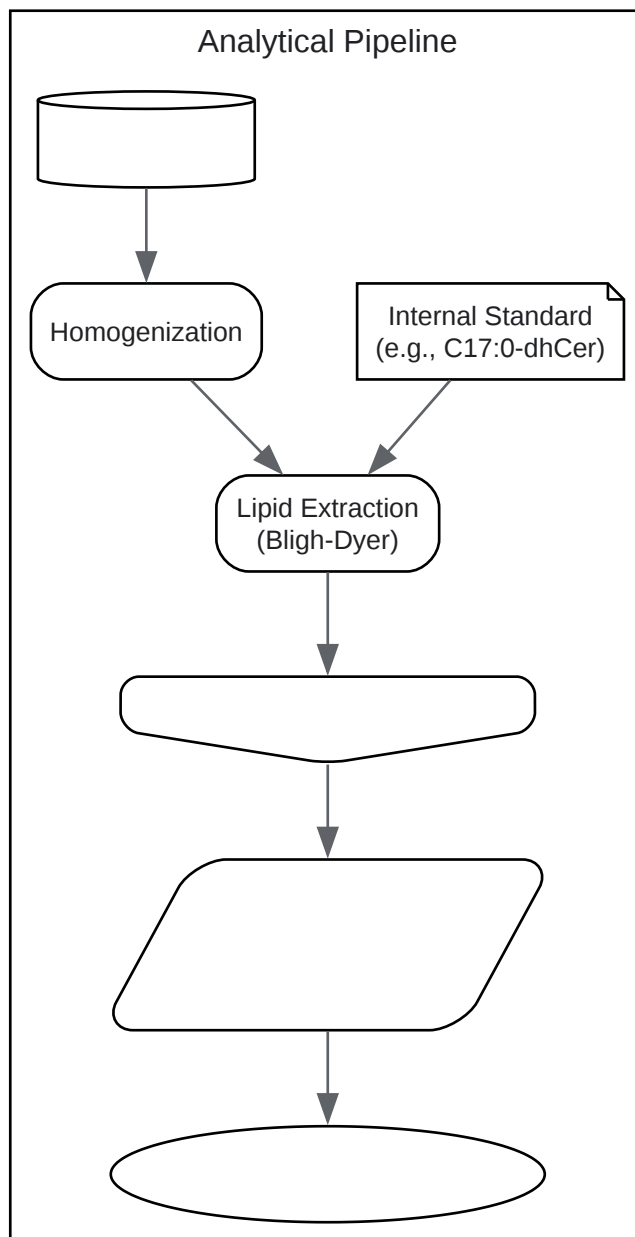 Analytical Pipeline
Homogenization
Internal Standard
(e.g., C17:0-dhCer)
Lipid Extraction
(Bligh-Dyer)